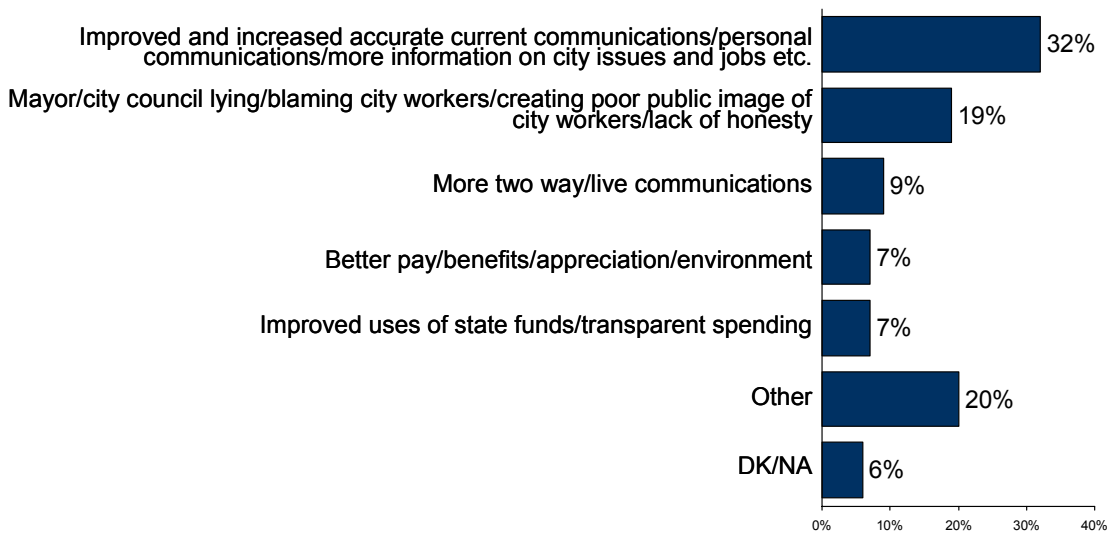 Improved and increased accurate current communications/personal
communications/more information on city issues and jobs etc.
32%
Mayor/city council lying/blaming city workers/creating poor public image of
city workers/lack of honesty
19%
More two way/live communications
9%
Better pay/benefits/appreciation/environment
7%
Improved uses of state funds/transparent spending
7%
Other
20%
DK/NA
6%
0% 10% 20% 30% 40%